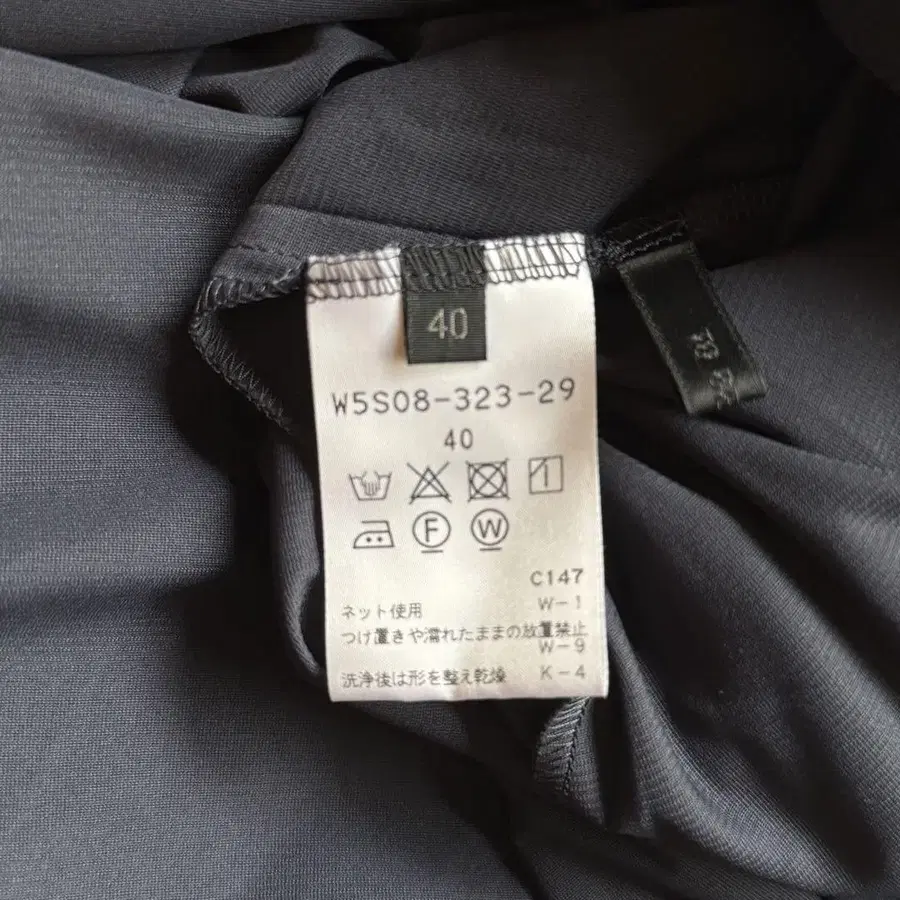 40
W5S08-323-29
40
F W
C147
ネット使用 W-1
つけ置きや濡れたままの放置禁止
W-9
洗浄後は形を整え乾燥 K-4